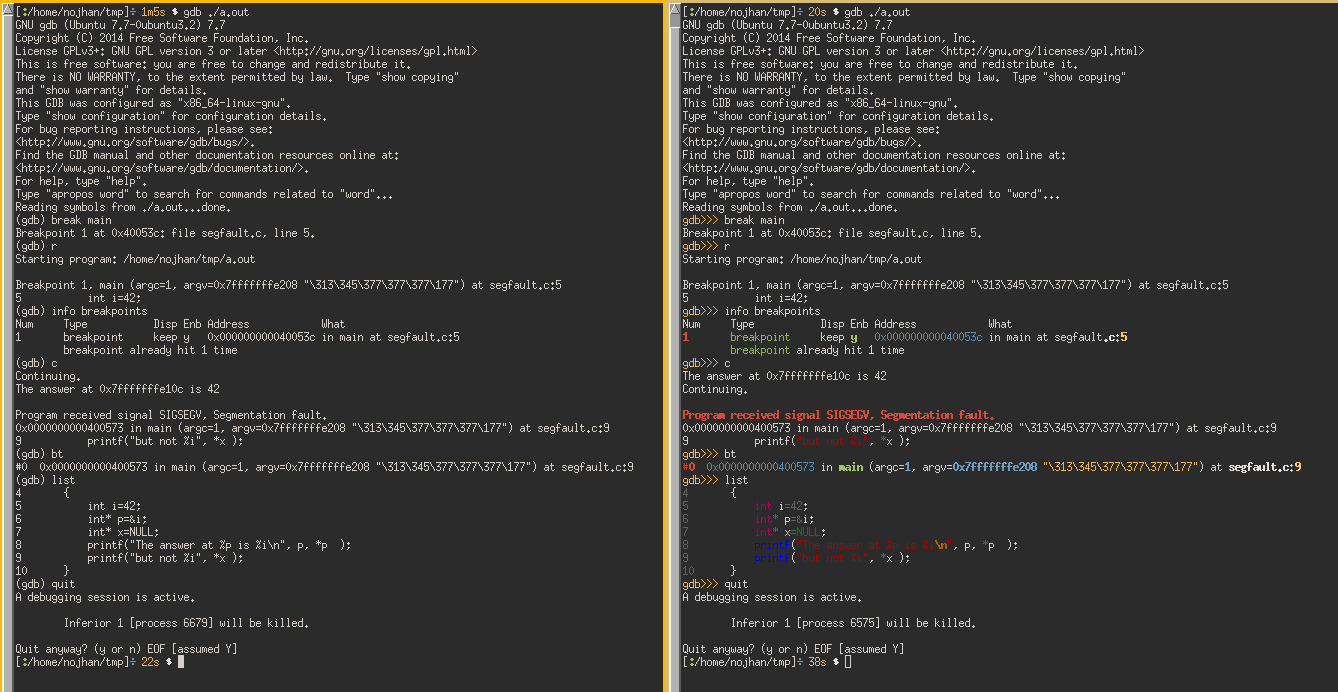 [:/home/nojhan/tmp]÷ 1m5s $ gdb ./a.out
GNU gdb (Ubuntu 7.7-0ubuntu3.2) 7.7
Copyright (C) 2014 Free Software Foundation, Inc.
License GPLv3+: GNU GPL version 3 or later <http://gnu.org/licenses/gpl.html>
This is free software: you are free to change and redistribute it.
There is NO WARRANTY, to the extent permitted by law.  Type "show copying"
and "show warranty" for details.
This GDB was configured as "x86_64-linux-gnu".
Type "show configuration" for configuration details.
For bug reporting instructions, please see:
<http://www.gnu.org/software/gdb/bugs/>.
Find the GDB manual and other documentation resources online at:
<http://www.gnu.org/software/gdb/documentation/>.
For help, type "help".
Type "apropos word" to search for commands related to "word"...
Reading symbols from ./a.out...done.
(gdb) break main
Breakpoint 1 at 0x40053c: file segfault.c, line 5.
(gdb) r
Starting program: /home/nojhan/tmp/a.out
Breakpoint 1, main (argc=1, argv=0x7fffffffe208 "\313\345\377\377\377\177") at segfault.c:5
5           int i=42;
(gdb) info breakpoints
Num     Type           Disp Enb Address            What
1       breakpoint     keep y   0x000000000040053c in main at segfault.c:5
        breakpoint already hit 1 time
(gdb) c
Continuing.
The answer at 0x7fffffffe10c is 42
Program received signal SIGSEGV, Segmentation fault.
0x0000000000400573 in main (argc=1, argv=0x7fffffffe208 "\313\345\377\377\377\177") at segfault.c:9
9           printf("but not %i", *x );
(gdb) bt
#0  0x0000000000400573 in main (argc=1, argv=0x7fffffffe208 "\313\345\377\377\377\177") at segfault.c:9
(gdb) list
4       {
5           int i=42;
6           int* p=&i;
7           int* x=NULL;
8           printf("The answer at %p is %i\n", p, *p  );
9           printf("but not %i", *x );
10      }
(gdb) quit
A debugging session is active.
        Inferior 1 [process 6679] will be killed.
Quit anyway? (y or n) EOF [assumed Y]
[:/home/nojhan/tmp]÷ 22s $
[:/home/nojhan/tmp]÷ 20s $ gdb ./a.out
GNU gdb (Ubuntu 7.7-0ubuntu3.2) 7.7
Copyright (C) 2014 Free Software Foundation, Inc.
License GPLv3+: GNU GPL version 3 or later <http://gnu.org/licenses/gpl.html>
This is free software: you are free to change and redistribute it.
There is NO WARRANTY, to the extent permitted by law.  Type "show copying"
and "show warranty" for details.
This GDB was configured as "x86_64-linux-gnu".
Type "show configuration" for configuration details.
For bug reporting instructions, please see:
<http://www.gnu.org/software/gdb/bugs/>.
Find the GDB manual and other documentation resources online at:
<http://www.gnu.org/software/gdb/documentation/>.
For help, type "help".
Type "apropos word" to search for commands related to "word"...
Reading symbols from ./a.out...done.
gdb>>> break main
Breakpoint 1 at 0x40053c: file segfault.c, line 5.
gdb>>> r
Starting program: /home/nojhan/tmp/a.out
Breakpoint 1, main (argc=1, argv=0x7fffffffe208 "\313\345\377\377\377\177") at segfault.c:5
5           int i=42;
gdb>>> info breakpoints
Num     Type           Disp Enb Address            What
1       breakpoint     keep y   0x000000000040053c in main at segfault.c:5
        breakpoint already hit 1 time
gdb>>> c
The answer at 0x7fffffffe10c is 42
Continuing.
Program received signal SIGSEGV, Segmentation fault.
0x0000000000400573 in main (argc=1, argv=0x7fffffffe208 "\313\345\377\377\377\177") at segfault.c:9
9           printf("but not %i", *x );
gdb>>> bt
#0  0x0000000000400573 in main (argc=1, argv=0x7fffffffe208 "\313\345\377\377\377\177") at segfault.c:9
gdb>>> list
4       {
5           int i=42;
6           int* p=&i;
7           int* x=NULL;
8           printf("The answer at %p is %i\n", p, *p  );
9           printf("but not %i", *x );
10      }
gdb>>> quit
A debugging session is active.
        Inferior 1 [process 6575] will be killed.
Quit anyway? (y or n) EOF [assumed Y]
[:/home/nojhan/tmp]÷ 38s $